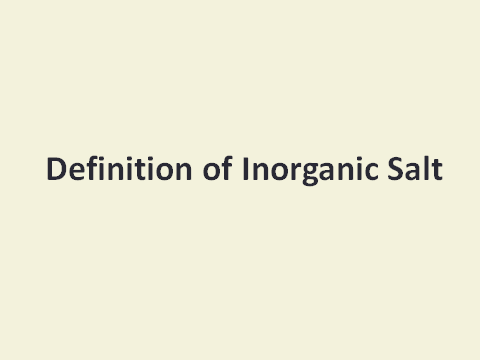 Definition of Inorganic Salt